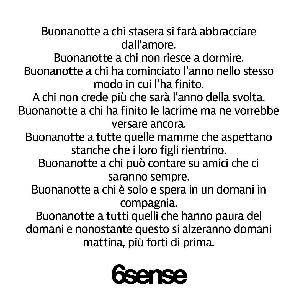 Buonanotte a chi stasera si farà abbracciare
dall'amore.
Buonanotte a chi non riesce a dormire.
Buonanotte a chi ha cominciato l'anno nello stesso
modo in cui l'ha finito.
A chi non crede più che sarà l'anno della svolta.
Buonanotte a chi ha finito le lacrime ma ne vorrebbe
versare ancora.
Buonanotte a tutte quelle mamme che aspettano
stanche che i loro figli rientrino.
Buonanotte a chi può contare su amici che ci
saranno sempre.
Buonanotte a chi è solo e spera in un domani in
compagnia.
Buonanotte a tutti quelli che hanno paura del
domani e nonostante questo si alzeranno domani
mattina, più forti di prima.
6sense